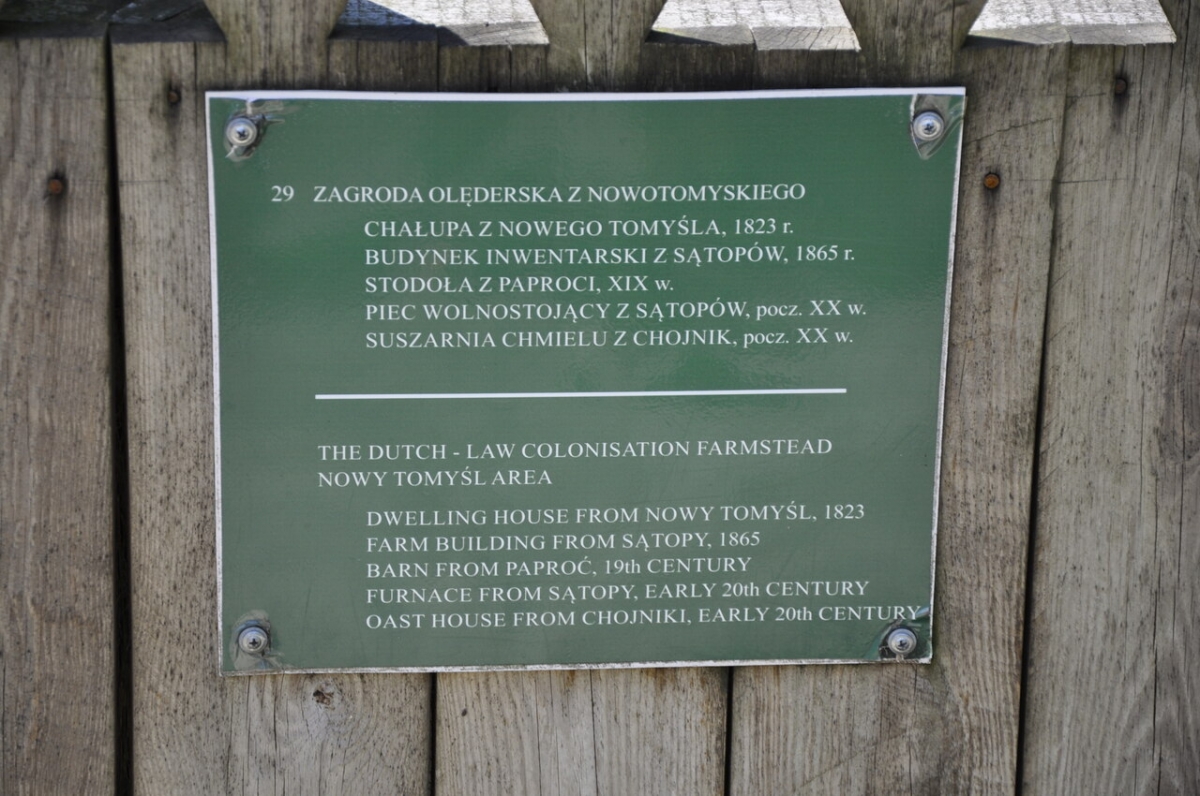 29 ZAGRODA OLĘDERSKA Z NOWOTOMYSKIEGO
CHAŁUPA Z NOWEGO TOMYŚLA, 1823 r.
BUDYNEK INWENTARSKI Z SĄTOPÓW, 1865 r.
STODOŁA Z PAPROCI, XIX w.
PIEC WOLNOSTOJĄCY Z SĄTOPÓW, pocz. XX w.
SUSZARNIA CHMIELU Z CHOJNIK, pocz. XX w.
THE DUTCH - LAW COLONISATION FARMSTEAD
NOWY TOMYŚL AREA
DWELLING HOUSE FROM NOWY TOMYŚL, 1823
FARM BUILDING FROM SĄTOPY, 1865
BARN FROM PAPROĆ, 19th CENTURY
FURNACE FROM SĄTOPY, EARLY 20th CENTURY
OAST HOUSE FROM CHOJNIKI, EARLY 20th CENTURY